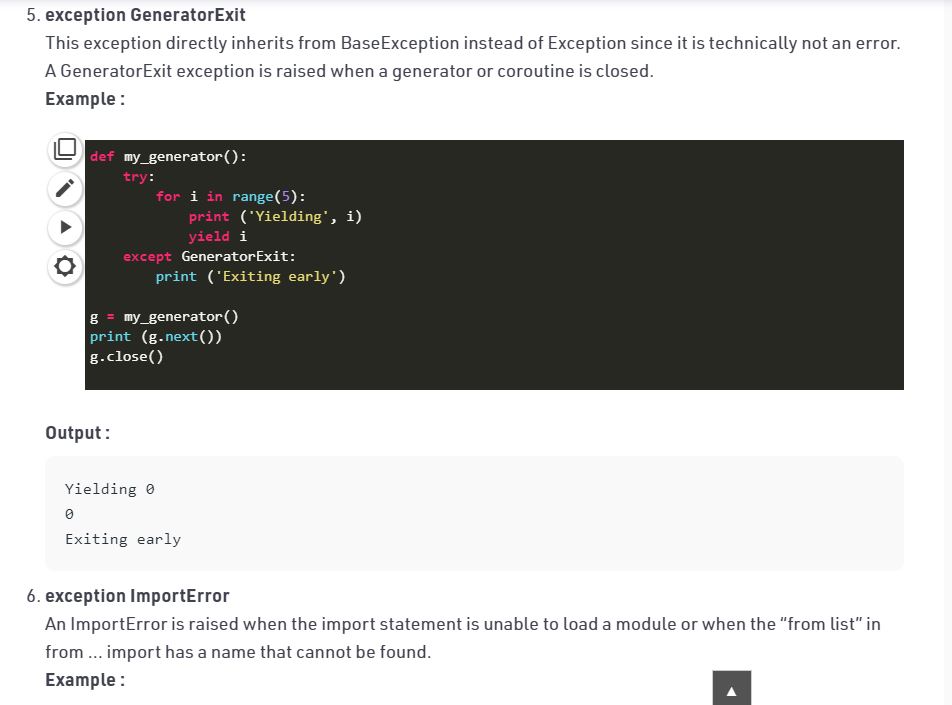 5. exception GeneratorExit
This exception directly inherits from BaseException instead of Exception since it is technically not an error.
A GeneratorExit exception is raised when a generator or coroutine is closed.
Example :
def my_generator():
    try:
        for i in range(5):
            print ('Yielding', i)
            yield i
    except GeneratorExit:
        print ('Exiting early')

g = my_generator()
print (g.next())
g.close()
Output :
Yielding 0
0
Exiting early
6. exception ImportError
An ImportError is raised when the import statement is unable to load a module or when the “from list” in
from ... import has a name that cannot be found.
Example :